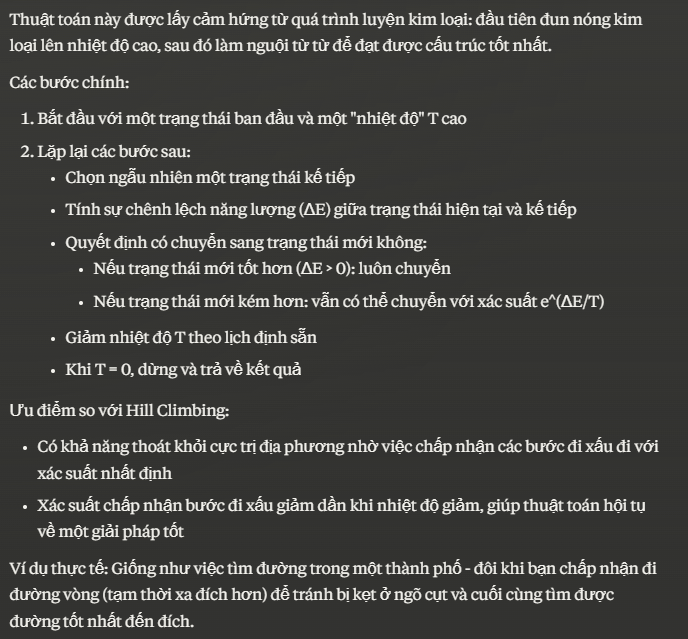 Thuật toán này được lấy cảm hứng từ quá trình luyện kim loại: đầu tiên đun nóng kim
loại lên nhiệt độ cao, sau đó làm nguội từ từ để đạt được cấu trúc tốt nhất.
Các bước chính:
1. Bắt đầu với một trạng thái ban đầu và một "nhiệt độ" T cao
2. Lặp lại các bước sau:
• Chọn ngẫu nhiên một trạng thái kế tiếp
• Tính sự chênh lệch năng lượng (ΔE) giữa trạng thái hiện tại và kế tiếp
• Quyết định có chuyển sang trạng thái mới không:
• Nếu trạng thái mới tốt hơn (ΔE > 0): luôn chuyển
• Nếu trạng thái mới kém hơn: vẫn có thể chuyển với xác suất e^(ΔE/T)
• Giảm nhiệt độ T theo lịch định sẵn
• Khi T = 0, dừng và trả về kết quả
Ưu điểm so với Hill Climbing:
• Có khả năng thoát khỏi cực trị địa phương nhờ việc chấp nhận các bước đi xấu đi với
xác suất nhất định
• Xác suất chấp nhận bước đi xấu giảm dần khi nhiệt độ giảm, giúp thuật toán hội tụ
về một giải pháp tốt
Ví dụ thực tế: Giống như việc tìm đường trong một thành phố - đôi khi bạn chấp nhận đi
đường vòng (tạm thời xa đích hơn) để tránh bị kẹt ở ngõ cụt và cuối cùng tìm được
đường tốt nhất đến đích.